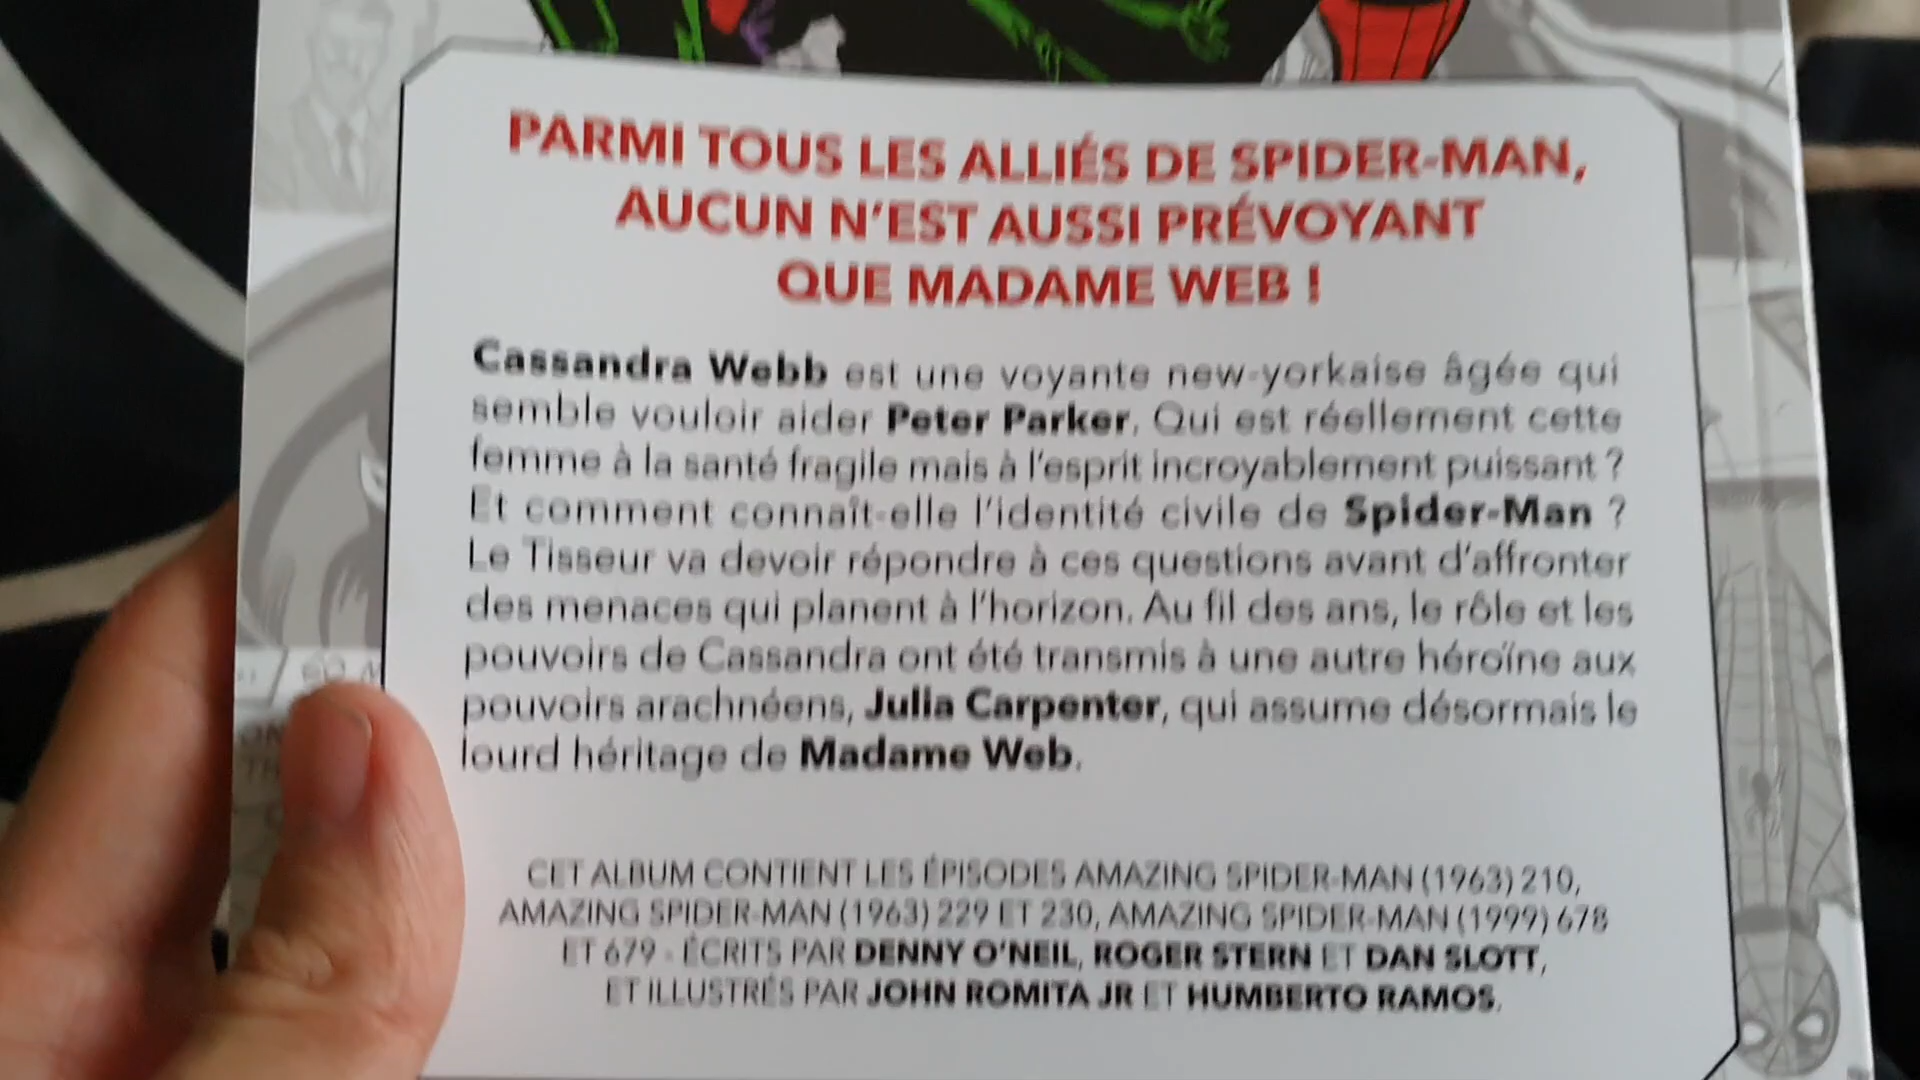 PARMI TOUS LES ALLIÉS DE SPIDER-MAN,
AUCUN N'EST AUSSI PRÉVOYANT
QUE MADAME WEB !
Cassandra Webb est une voyante new-yorkaise âgée qui
semble vouloir aider Peter Parker. Qui est réellement cette
femme à la santé fragile mais à l'esprit incroyablement puissant ?
Et comment connaît-elle l'identité civile de Spider-Man ?
Le Tisseur va devoir répondre à ces questions avant d'affronter
des menaces qui planent à l'horizon. Au fil des ans, le rôle et les
pouvoirs de Cassandra ont été transmis à une autre héroïne aux
pouvoirs arachnéens, Julia Carpenter, qui assume désormais le
lourd héritage de Madame Web.
CET ALBUM CONTIENT LES ÉPISODES AMAZING SPIDER-MAN (1963) 210,
AMAZING SPIDER-MAN (1963) 229 ET 230, AMAZING SPIDER-MAN (1999) 678
ET 679 - ÉCRITS PAR DENNY O'NEIL, ROGER STERN ET DAN SLOTT,
ET ILLUSTRÉS PAR JOHN ROMITA JR ET HUMBERTO RAMOS.